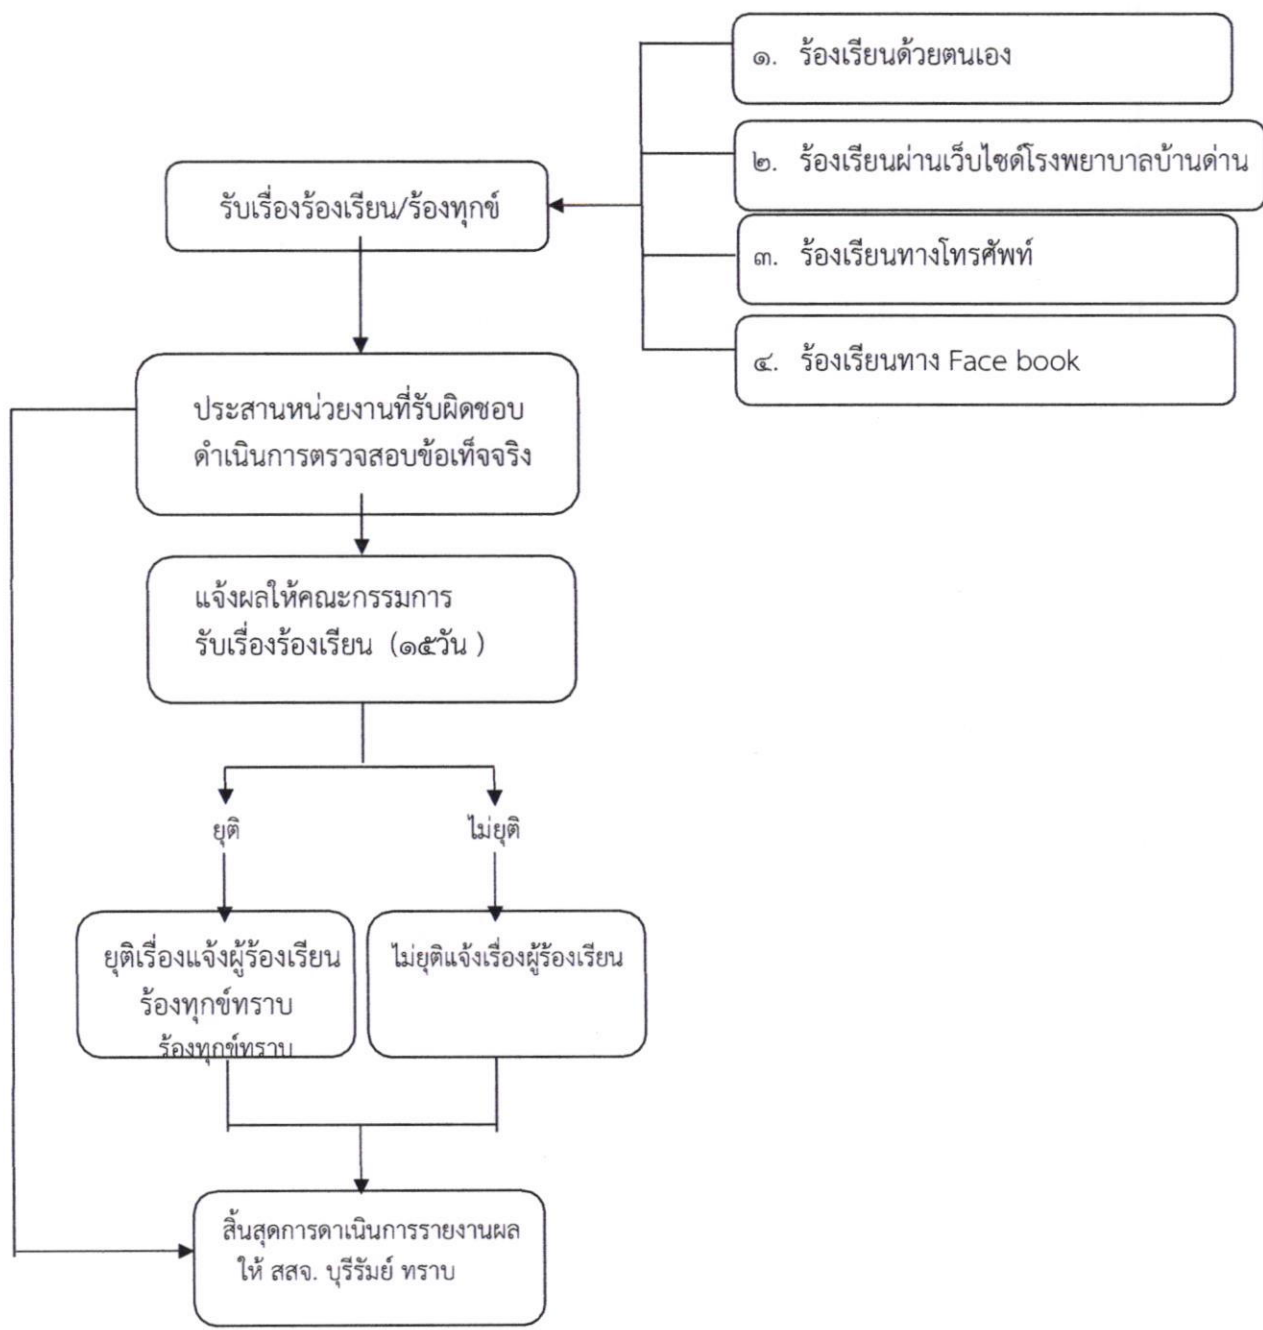 ๑. ร้องเรียนด้วยตนเอง
๒. ร้องเรียนผ่านเว็บไซด์โรงพยาบาลบ้านด่าน
รับเรื่องร้องเรียน/ร้องทุกข์
๓. ร้องเรียนทางโทรศัพท์
๔. ร้องเรียนทาง Face book
ประสานหน่วยงานที่รับผิดชอบ
ดำเนินการตรวจสอบข้อเท็จจริง
แจ้งผลให้คณะกรรมการ
รับเรื่องร้องเรียน (๑๕วัน )
ยุติ
ไม่ยุติ
ยุติเรื่องแจ้งผู้ร้องเรียน
ร้องทุกข์ทราบ
ร้องทุกข์ทราบ
ไม่ยุติแจ้งเรื่องผู้ร้องเรียน
สิ้นสุดการดาเนินการรายงานผล
ให้ สสจ. บุรีรัมย์ ทราบ